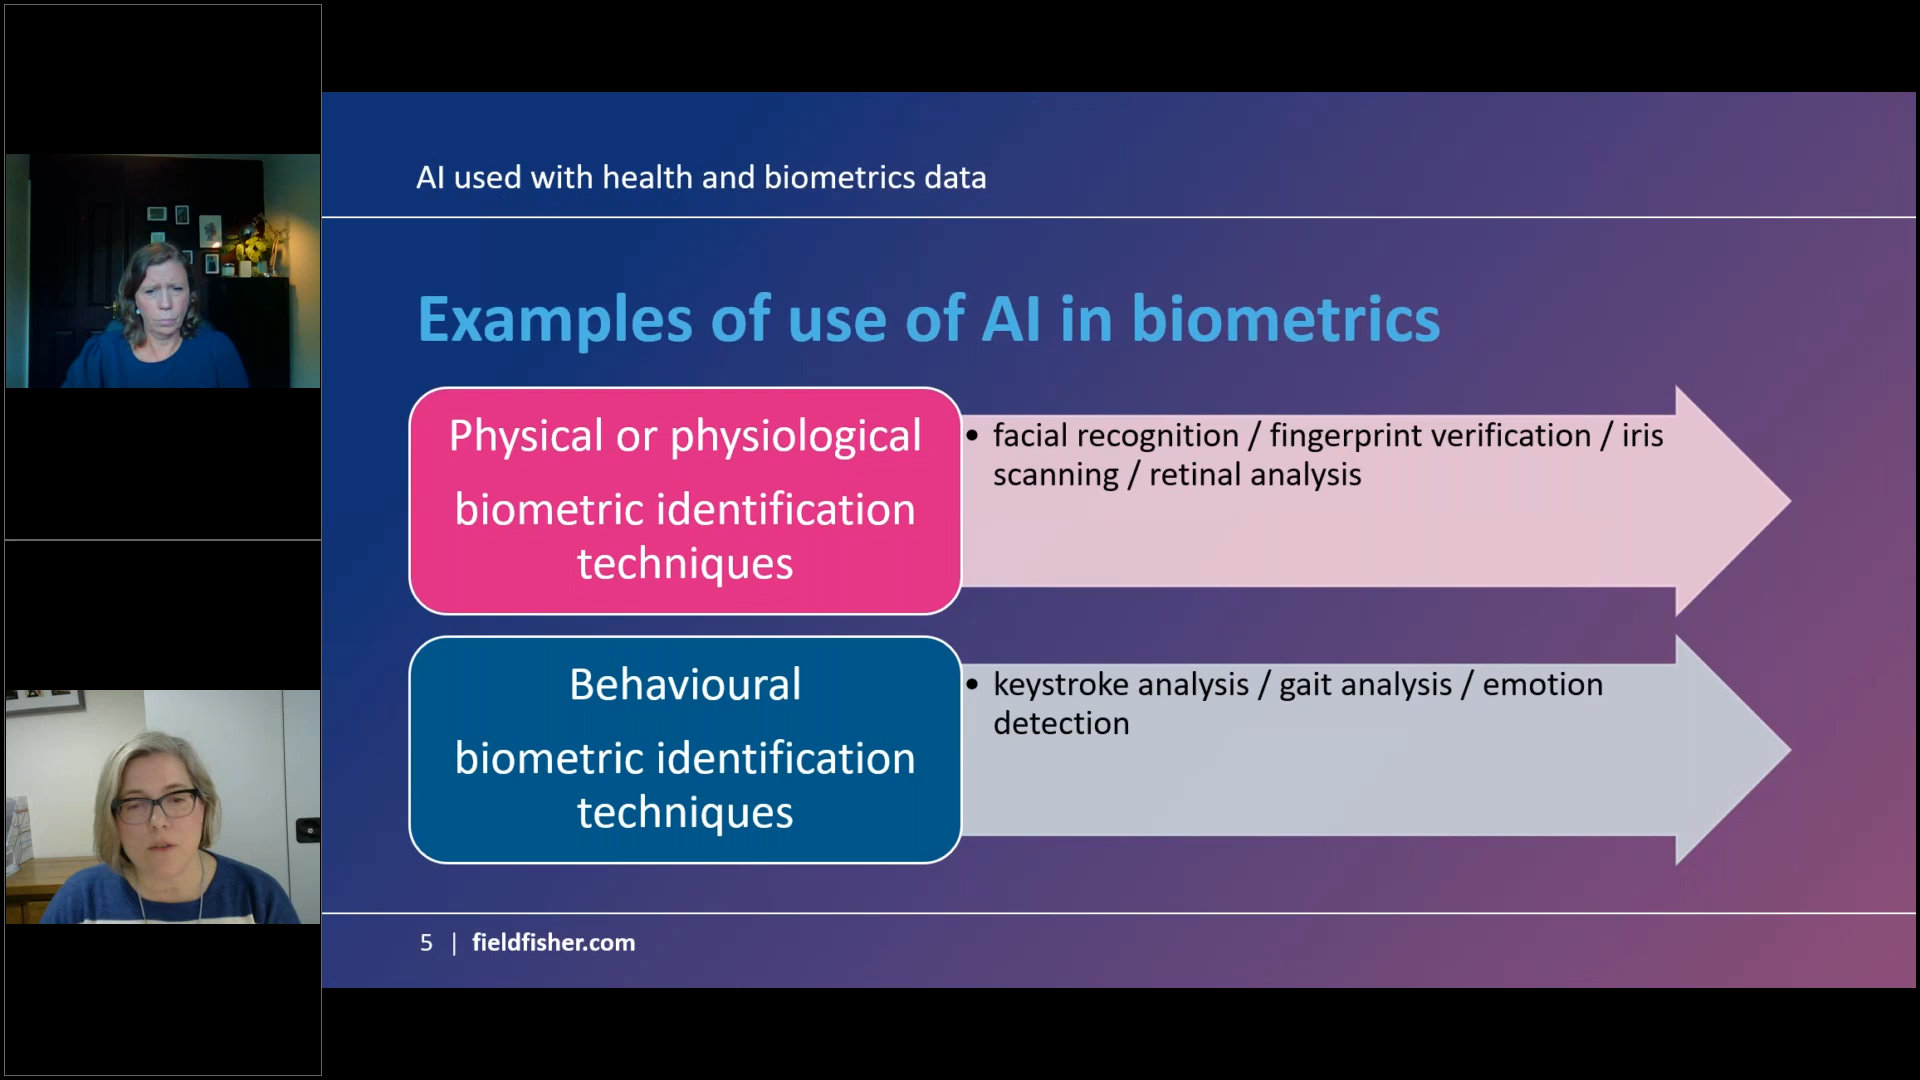 AI used with health and biometrics data
Examples of use of AI in biometrics
Physical or physiological
biometric identification
techniques
• facial recognition / fingerprint verification / iris
scanning / retinal analysis
Behavioural
biometric identification
techniques
• keystroke analysis / gait analysis / emotion
detection
5 | fieldfisher.com